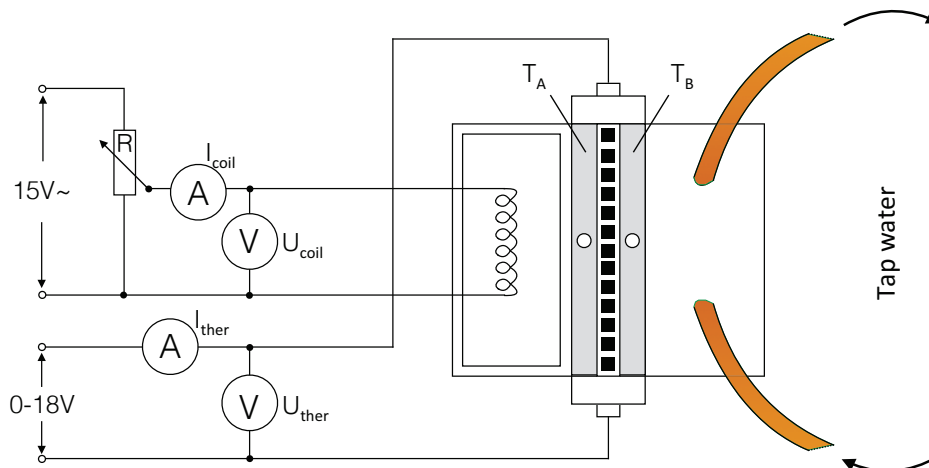 T_A
T_B
R
I_coil
15V~
A
V
U_coil
Tap water
I_ther
A
0-18V
V
U_ther